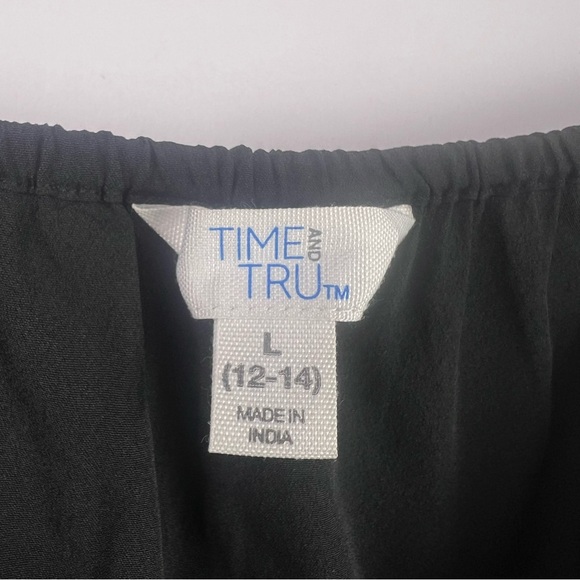 TIME AND
TRU™
L
(12-14)
MADE IN
INDIA